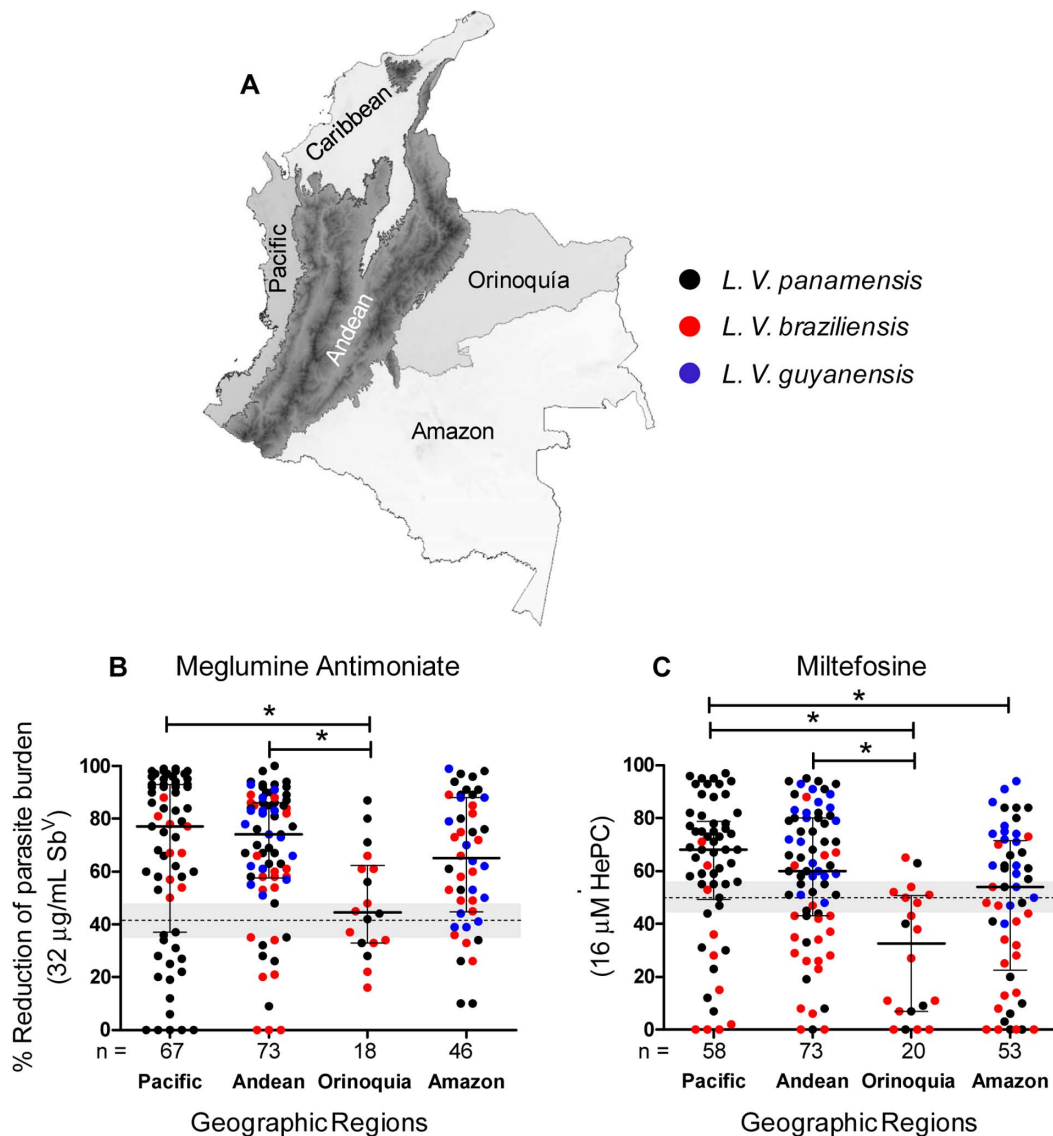 A
Caribbean
Pacific
Andean
Orinoquía
Amazon
L. V. panamensis
L. V. braziliensis
L. V. guyanensis
B Meglumine Antimoniate
% Reduction of parasite burden
(32 µg/mL Sbⱽ)
* 
*
100
80
60
40
20
0
n = 67 73 18 46
Pacific Andean Orinoquia Amazon
Geographic Regions
C Miltefosine
(16 µM HePC)
*
*
*
100
80
60
40
20
0
n = 58 73 20 53
Pacific Andean Orinoquia Amazon
Geographic Regions